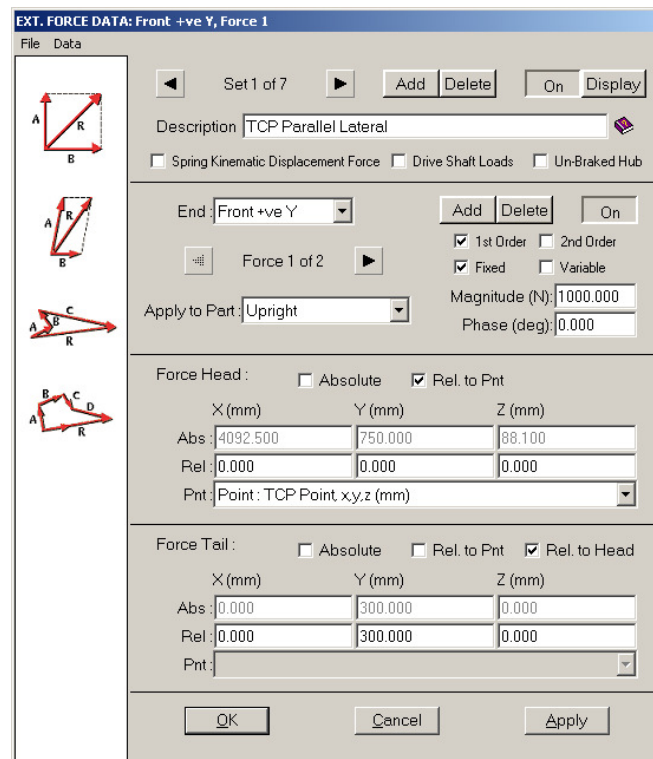 EXT. FORCE DATA: Front +ve Y, Force 1
File Data
Set 1 of 7 Add Delete On Display
Description TCP Parallel Lateral
Spring Kinematic Displacement Force Drive Shaft Loads Un-Braked Hub
End : Front +ve Y Add Delete On
1st Order 2nd Order
Force 1 of 2 Fixed Variable
Apply to Part : Upright Magnitude (N): 1000.000
Phase (deg): 0.000
Force Head : Absolute Rel. to Pnt
X (mm) Y (mm) Z (mm)
Abs : 4092.500 750.000 88.100
Rel : 0.000 0.000 0.000
Pnt : Point : TCP Point, x,y,z (mm)
Force Tail : Absolute Rel. to Pnt Rel. to Head
X (mm) Y (mm) Z (mm)
Abs : 0.000 300.000 0.000
Rel : 0.000 300.000 0.000
Pnt :
OK Cancel Apply
A R
B
A R
B
C
A B
R
B C
D
A R